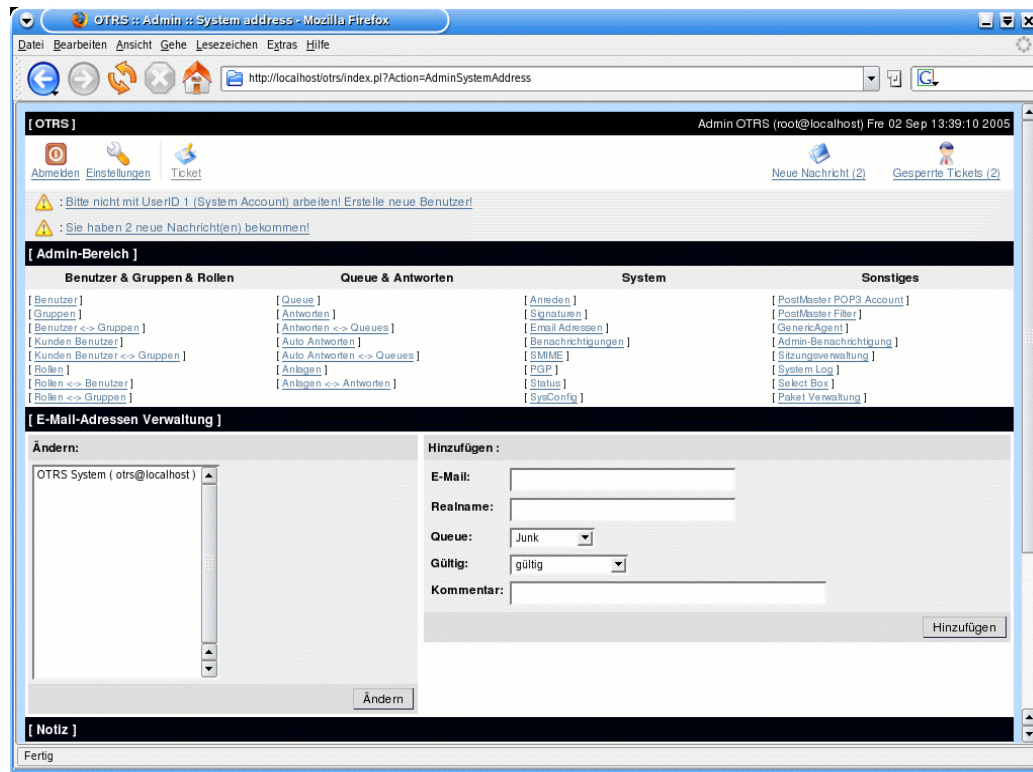 OTRS :: Admin :: System address - Mozilla Firefox
Datei Bearbeiten Ansicht Gehe Lesezeichen Extras Hilfe
http://localhost/otrs/index.pl?Action=AdminSystemAddress
G
[ OTRS ] Admin OTRS (root@localhost) Fre 02 Sep 13:39:10 2005
Abmelden Einstellungen Ticket Neue Nachricht (2) Gesperrte Tickets (2)
: Bitte nicht mit UserID 1 (System Account) arbeiten! Erstelle neue Benutzer!
: Sie haben 2 neue Nachricht(en) bekommen!
[ Admin-Bereich ]
Benutzer & Gruppen & Rollen Queue & Antworten System Sonstiges
[ Benutzer ] [ Queue ] [ Anreden ] [ PostMaster POP3 Account ]
[ Gruppen ] [ Antworten ] [ Signaturen ] [ PostMaster Filter ]
[ Benutzer <-> Gruppen ] [ Antworten <-> Queues ] [ Email Adressen ] [ GenericAgent ]
[ Kunden Benutzer ] [ Auto Antworten ] [ Benachrichtigungen ] [ Admin-Benachrichtigung ]
[ Kunden Benutzer <-> Gruppen ] [ Auto Antworten <-> Queues ] [ SMIME ] [ Sitzungsverwaltung ]
[ Rollen ] [ Anlagen ] [ PGP ] [ System Log ]
[ Rollen <-> Benutzer ] [ Anlagen <-> Antworten ] [ Status ] [ Select Box ]
[ Rollen <-> Gruppen ] [ SysConfig ] [ Paket Verwaltung ]
[ E-Mail-Adressen Verwaltung ]
Ändern: Hinzufügen :
OTRS System ( otrs@localhost ) E-Mail:
Realname:
Queue: Junk
Gültig: gültig
Kommentar:
Hinzufügen
Ändern
[ Notiz ]
Fertig